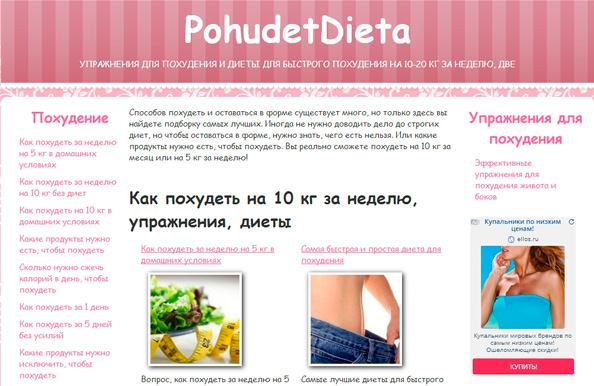 PohudetDieta
УПРАЖНЕНИЯ ДЛЯ ПОХУДЕНИЯ И ДИЕТЫ ДЛЯ БЫСТРОГО ПОХУДЕНИЯ НА 10-20 КГ ЗА НЕДЕЛЮ, ДВЕ
Похудение
Как похудеть за неделю
на 5 кг в домашних
условиях
Как похудеть за неделю
на 10 кг без диет
Как похудеть на 10 кг в
домашних условиях
Какие продукты нужно
есть, чтобы похудеть
Сколько нужно сжечь
калорий в день, чтобы
похудеть
Как похудеть за 1 день
Как похудеть за 5 дней
без усилий
Какие продукты нужно
исключить, чтобы
похудеть
Способов похудеть и оставаться в форме существует много, но только здесь вы
найдете подборку самых лучших. Иногда не нужно доводить дело до строгих
диет, но чтобы оставаться в форме, нужно знать, чего есть нельзя. Или какие
продукты нужно есть, чтобы похудеть. Вы реально сможете похудеть на 10 кг за
месяц или на 5 кг за неделю!
Как похудеть на 10 кг за неделю,
упражнения, диеты
Как похудеть за неделю на 5 кг в
домашних условиях
Вопрос, как похудеть за неделю на 5
Самая быстрая и простая диета для
похудения
Самые лучшие диеты для быстрого
Упражнения для
похудения
Эффективные
упражнения для
похудения живота и
боков
Купальники по низким
ценам!
ellos.ru
Купальники мировых брендов по
самым низким ценам!
Ошеломляющие скидки!
КУПИТЬ!